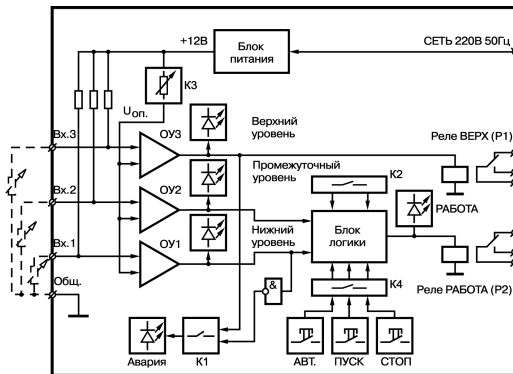 +12В
Блок
питания
СЕТЬ 220В 50Гц
К3
Uоп.
Верхний
уровень
Реле ВЕРХ (Р1)
Вх.3
ОУ3
Промежуточный
уровень
К2
Вх.2
ОУ2
РАБОТА
Нижний
уровень
Блок
логики
Вх.1
ОУ1
Общ.
К4
Реле РАБОТА (Р2)
&
Авария
К1
АВТ.
ПУСК
СТОП